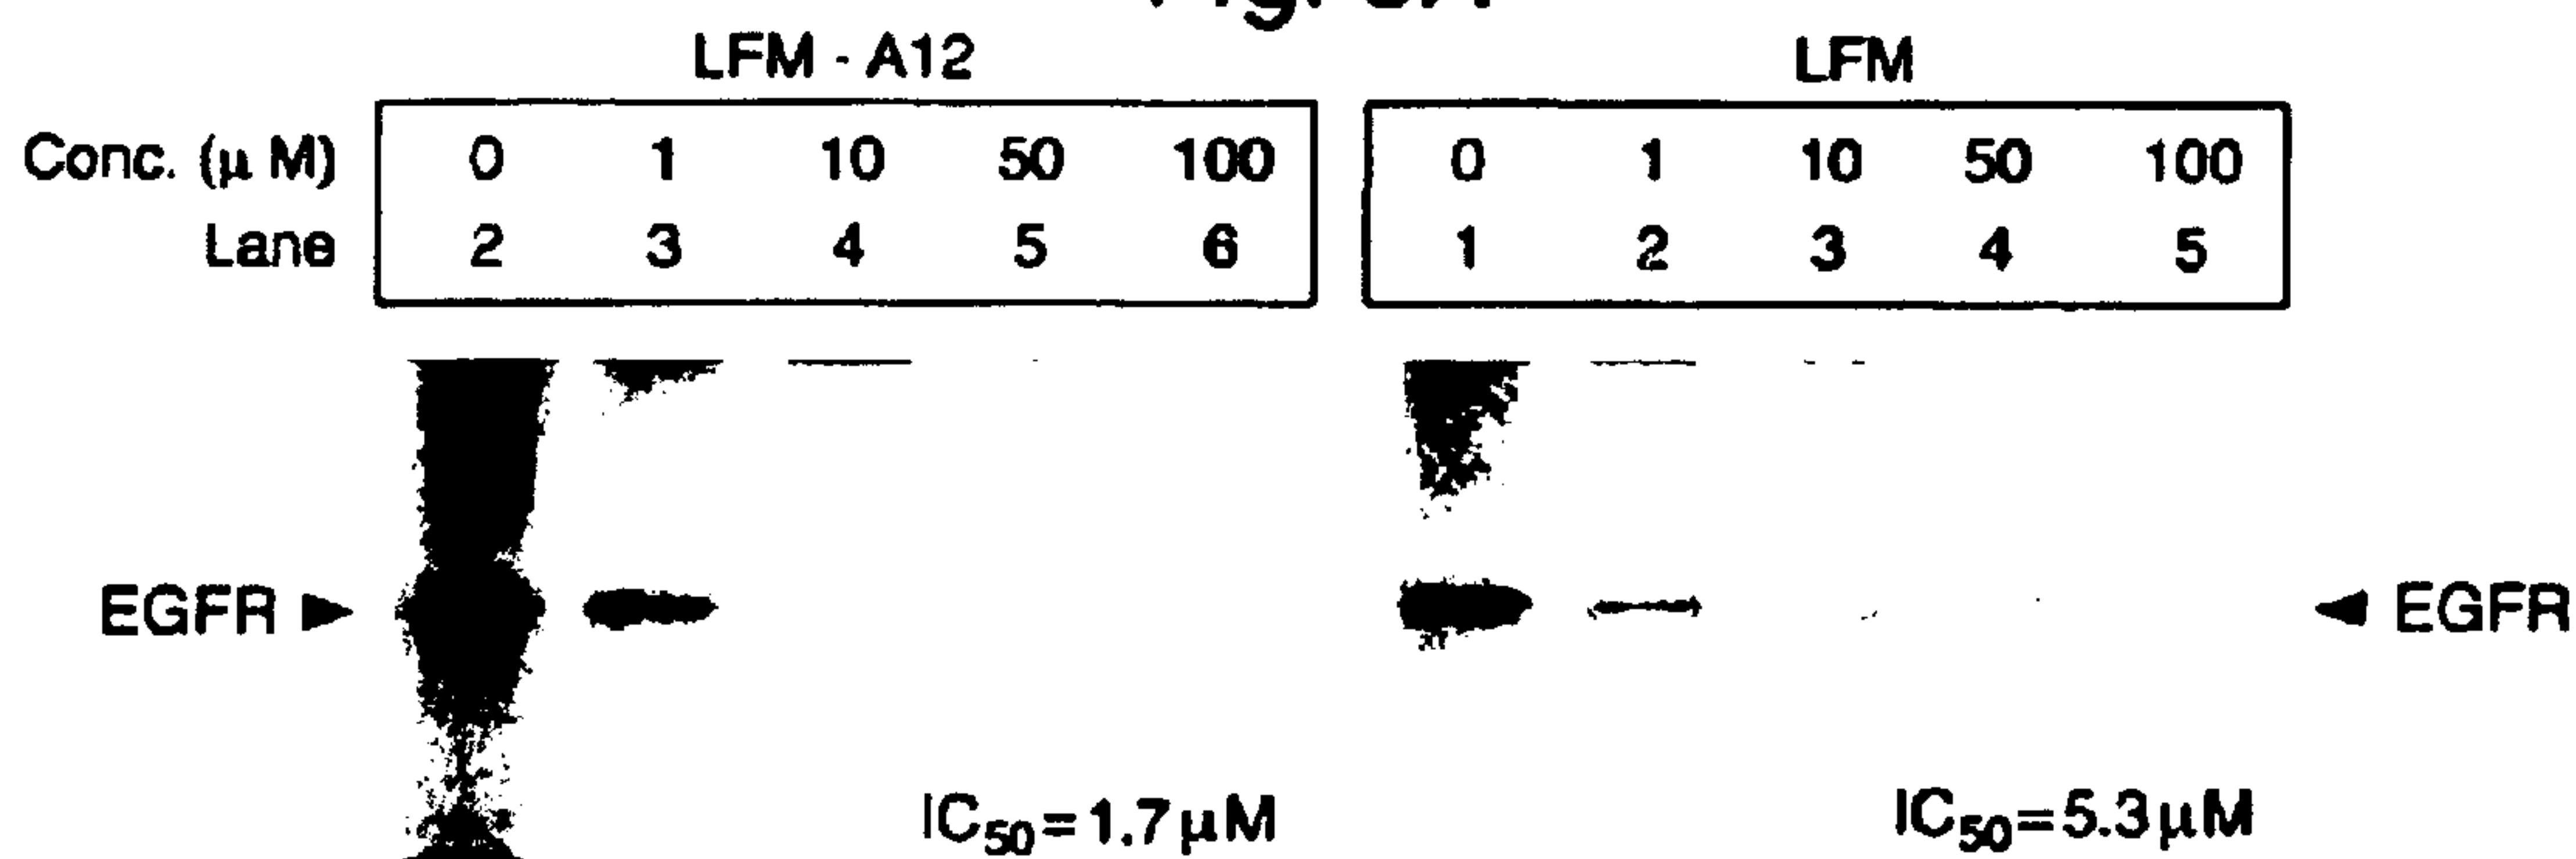 LFM - A12 LFM
Conc. (μ M) 0 1 10 50 100 0 1 10 50 100
Lane 2 3 4 5 6 1 2 3 4 5
EGFR ► ◄ EGFR
IC50=1.7μM IC50=5.3μM